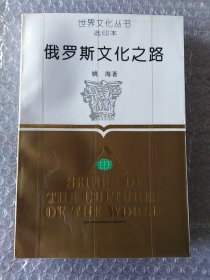 世界文化丛书
选印本
俄罗斯文化之路
姚 海著
SERIES OF
THE CULTURES
OF THE WORLD